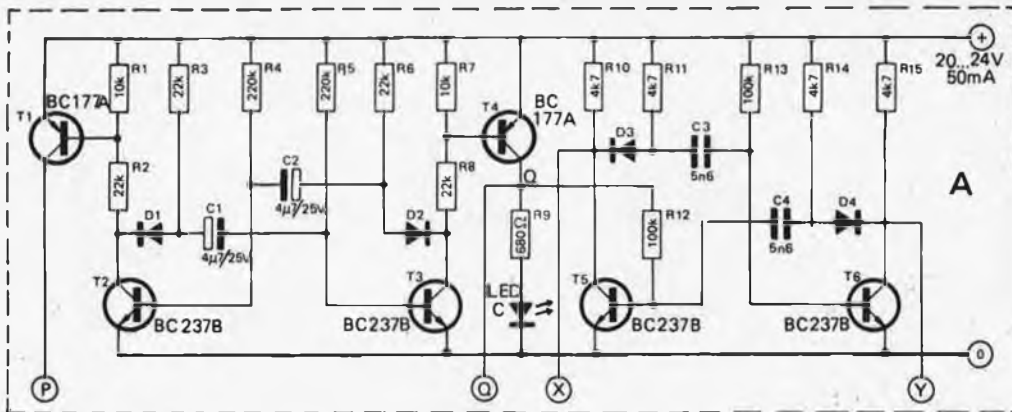 R1 10k
R3 22k
R4 220k
R5 220k
R6 22k
R7 10k
T4
BC
177A
R10 4k7
R11 4k7
R13 100k
R14 4k7
R15 4k7
+
20...24V
50mA
T1
BC177A
R2 22k
C2
4µ7/25V
R8 22k
D3
C3
5n6
A
Q
D1
C1
4µ7/25V
D2
R9 680Ω
R12 100k
C4
5n6
D4
T2
BC237B
T3
BC237B
LED
C
T5
BC237B
T6
BC237B
0
P
Q
X
Y